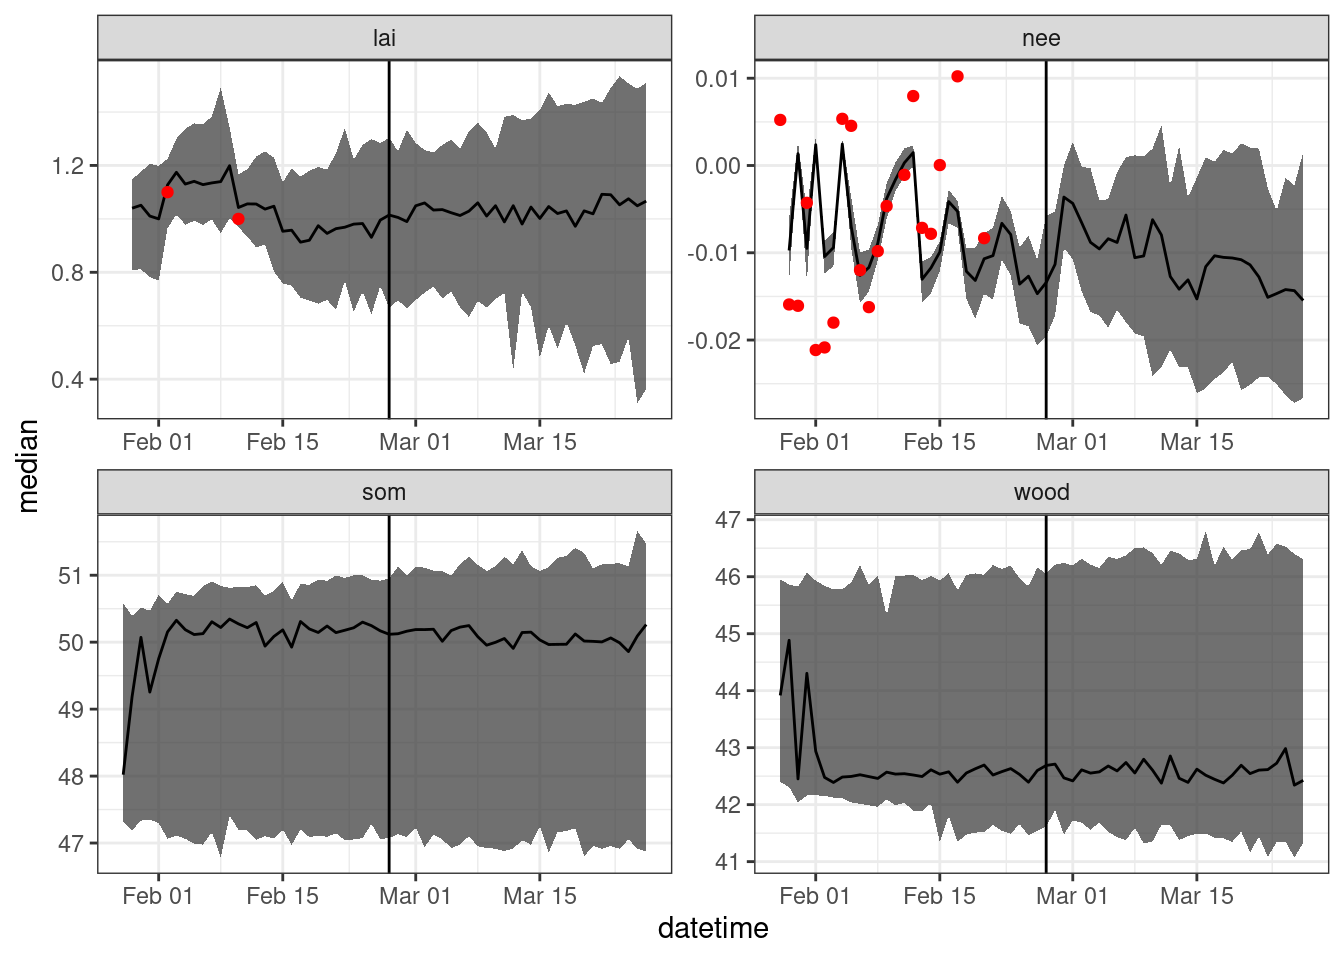 lai
nee
1.2
0.8
0.4
0.01
0.00
-0.01
-0.02
Feb 01 Feb 15 Mar 01 Mar 15
Feb 01 Feb 15 Mar 01 Mar 15
median
som
wood
51
50
49
48
47
47
46
45
44
43
42
41
Feb 01 Feb 15 Mar 01 Mar 15
Feb 01 Feb 15 Mar 01 Mar 15
datetime